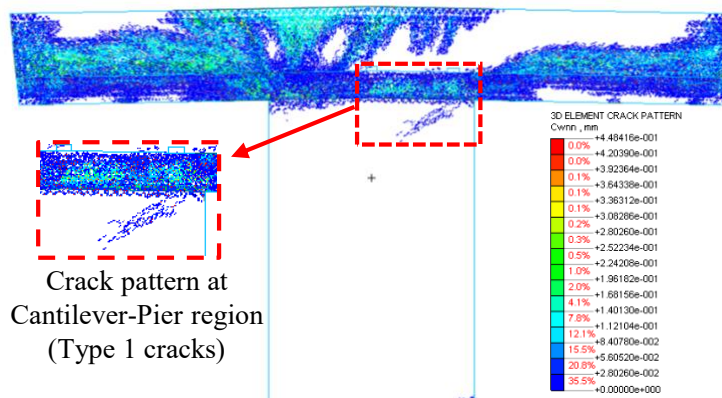 3D ELEMENT CRACK PATTERN
Cwnn , mm
+4.48416e-001
0.0%
+4.20390e-001
0.0%
+3.92364e-001
0.1%
+3.64338e-001
0.1%
+3.36312e-001
0.1%
+3.08286e-001
0.2%
+2.80260e-001
0.3%
+2.52234e-001
0.5%
+2.24208e-001
1.0%
+1.96182e-001
2.0%
+1.68156e-001
4.1%
+1.40130e-001
7.8%
+1.12104e-001
12.1%
+8.40780e-002
15.5%
+5.60520e-002
20.8%
+2.80260e-002
35.5%
+0.00000e+000
Crack pattern at
Cantilever-Pier region
(Type 1 cracks)